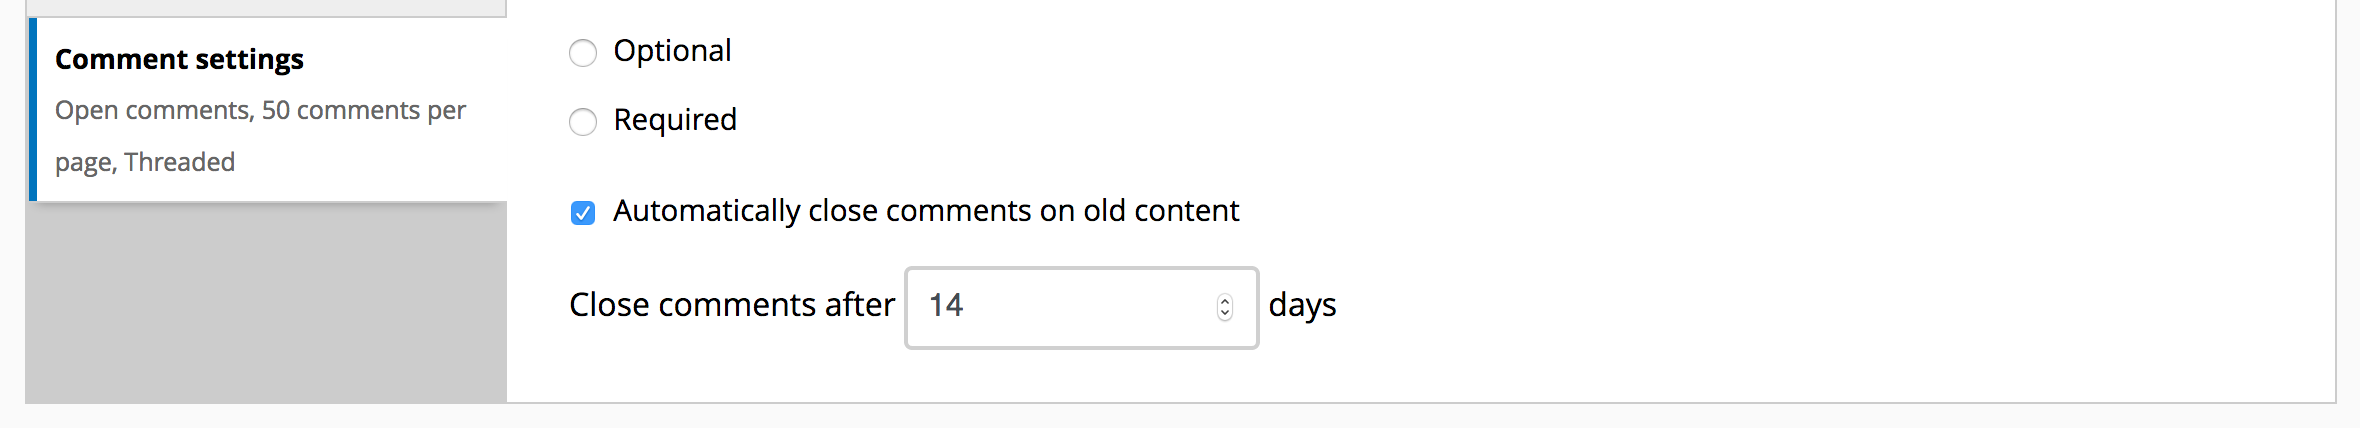 Comment settings
Open comments, 50 comments per
page, Threaded
Optional
Required
Automatically close comments on old content
Close comments after 14 days